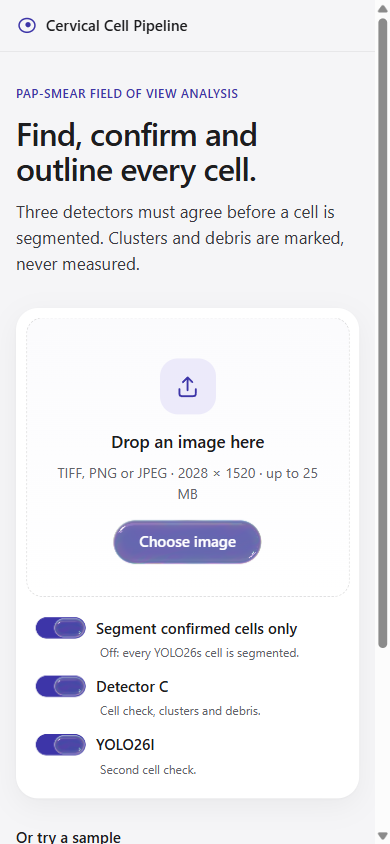 Cervical Cell Pipeline
PAP-SMEAR FIELD OF VIEW ANALYSIS
Find, confirm and
outline every cell.
Three detectors must agree before a cell is
segmented. Clusters and debris are marked,
never measured.
Drop an image here
TIFF, PNG or JPEG · 2028 × 1520 · up to 25
MB
Choose image
Segment confirmed cells only
Off: every YOLO26s cell is segmented.
Detector C
Cell check, clusters and debris.
YOLO26l
Second cell check.
Or try a sample